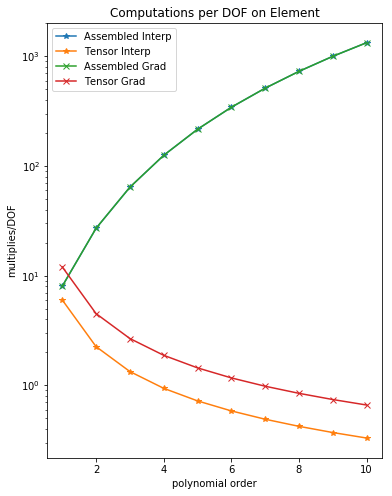 Computations per DOF on Element
Assembled Interp
Tensor Interp
Assembled Grad
Tensor Grad
multiplies/DOF
10³
10²
10¹
10⁰
2 4 6 8 10
polynomial order